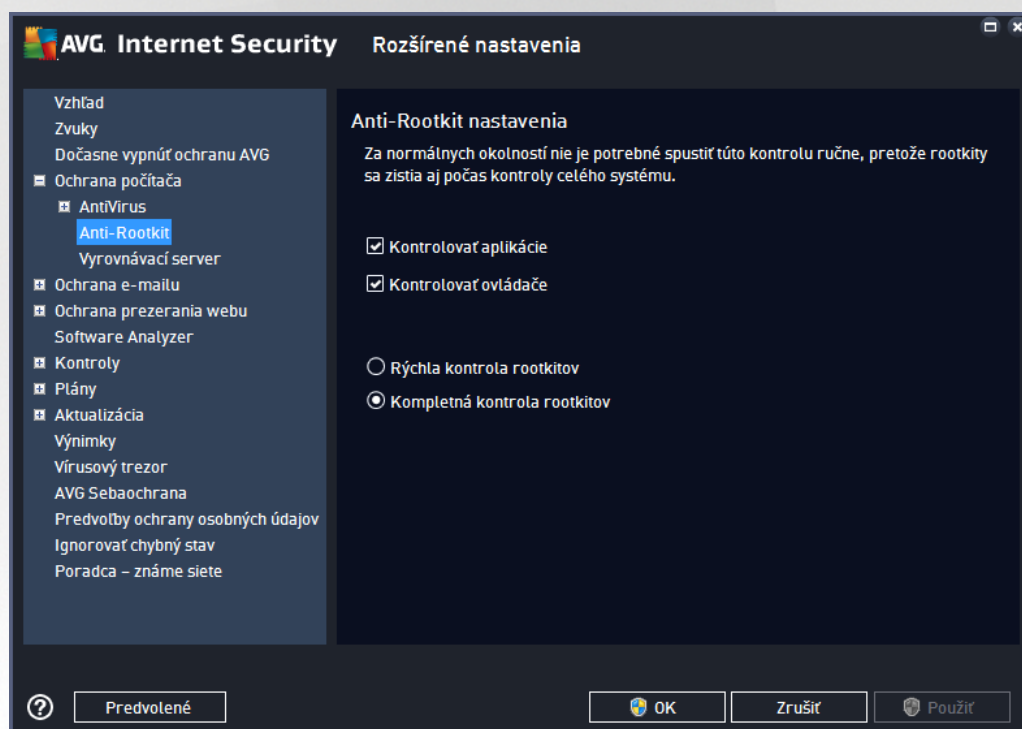 AVG. Internet Security Rozšírené nastavenia
Vzhľad
Zvuky
Dočasne vypnúť ochranu AVG
Ochrana počítača
AntiVirus
Anti-Rootkit
Vyrovnávací server
Ochrana e-mailu
Ochrana prezerania webu
Software Analyzer
Kontroly
Plány
Aktualizácia
Výnimky
Vírusový trezor
AVG Sebaochrana
Predvoľby ochrany osobných údajov
Ignorovať chybný stav
Poradca – známe siete
Anti-Rootkit nastavenia
Za normálnych okolností nie je potrebné spustiť túto kontrolu ručne, pretože rootkity
sa zistia aj počas kontroly celého systému.
Kontrolovať aplikácie
Kontrolovať ovládače
Rýchla kontrola rootkitov
Kompletná kontrola rootkitov
Predvolené
OK
Zrušiť
Použiť